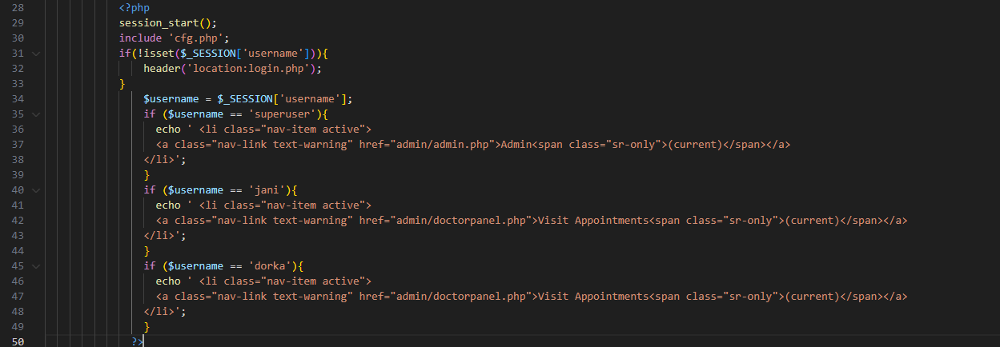 28 <?php
29 session_start();
30 include 'cfg.php';
31 if(!isset($_SESSION['username'])){
32 header('location:login.php');
33 }
34 $username = $_SESSION['username'];
35 if ($username == 'superuser'){
36 echo ' <li class="nav-item active">
37 <a class="nav-link text-warning" href="admin/admin.php">Admin<span class="sr-only">(current)</span></a>
38 </li>';
39 }
40 if ($username == 'jani'){
41 echo ' <li class="nav-item active">
42 <a class="nav-link text-warning" href="admin/doctorpanel.php">Visit Appointments<span class="sr-only">(current)</span></a>
43 </li>';
44 }
45 if ($username == 'dorka'){
46 echo ' <li class="nav-item active">
47 <a class="nav-link text-warning" href="admin/doctorpanel.php">Visit Appointments<span class="sr-only">(current)</span></a>
48 </li>';
49 }
50 ?>